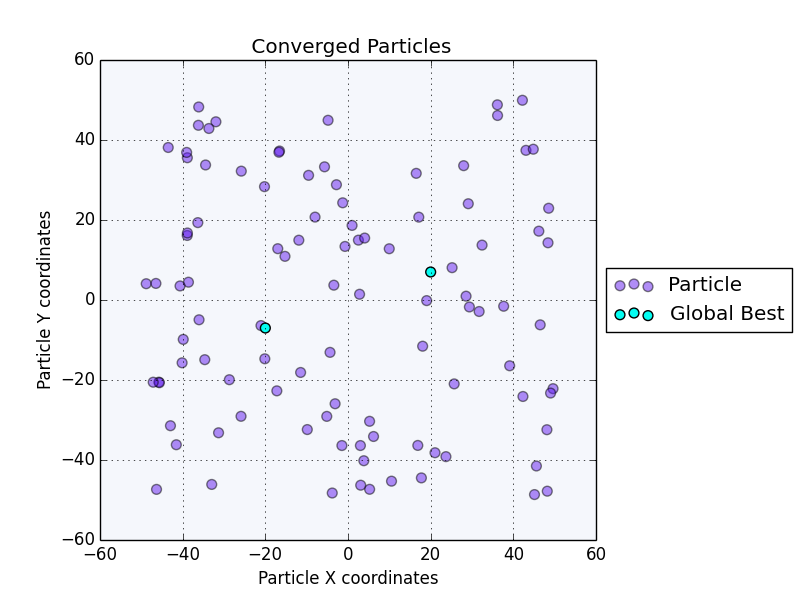 Converged Particles
60
40
20
0
−20
−40
−60
−60 −40 −20 0 20 40 60
Particle Y coordinates
Particle X coordinates
Particle
Global Best